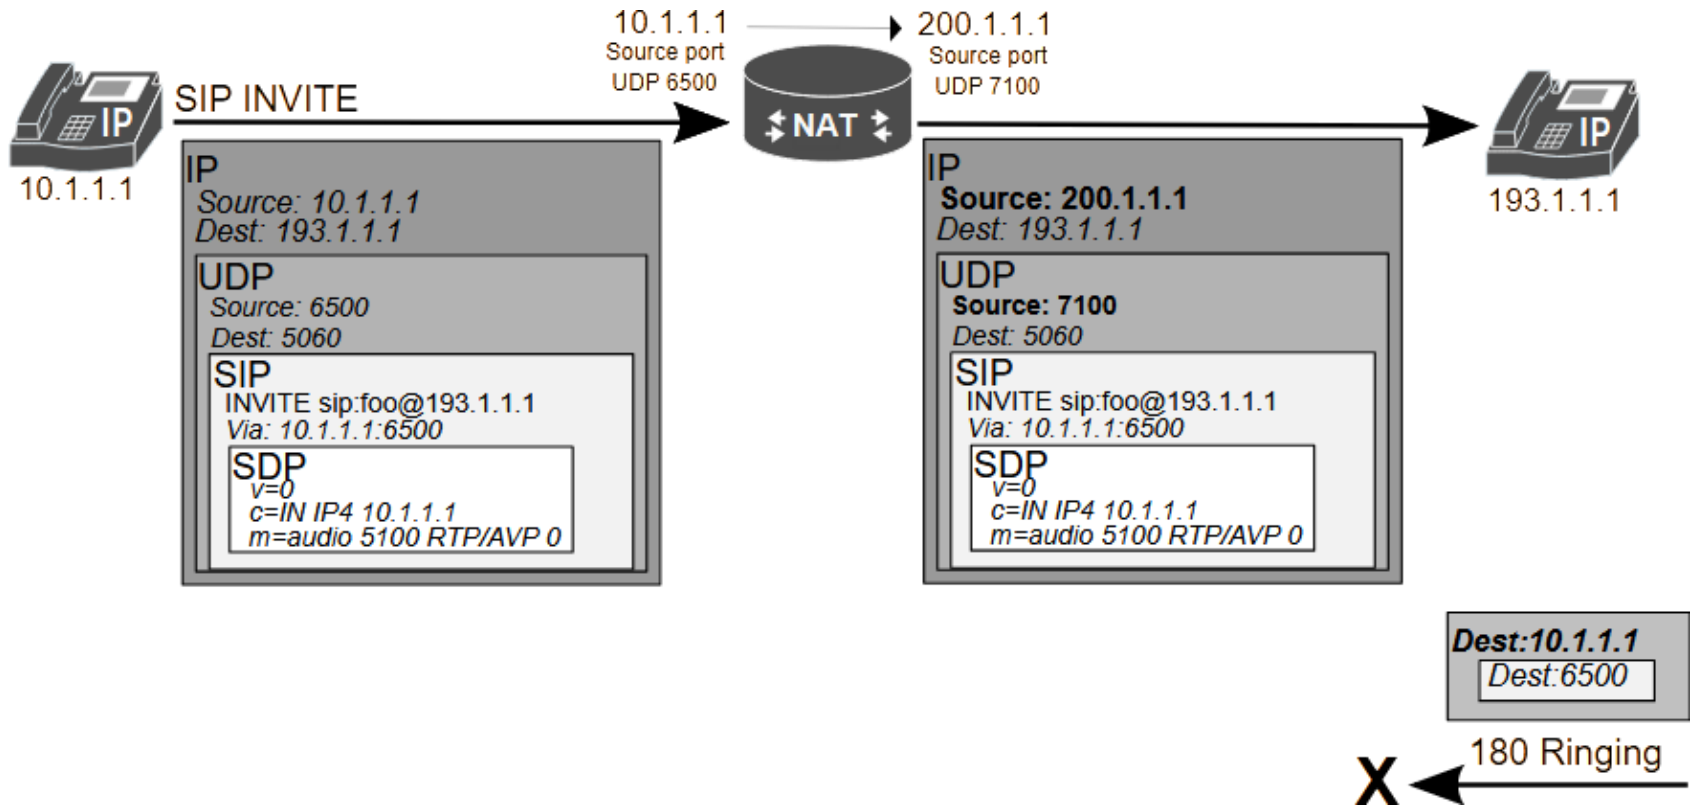 10.1.1.1
Source port
UDP 6500
200.1.1.1
Source port
UDP 7100
IP
10.1.1.1
SIP INVITE
NAT
IP
193.1.1.1
IP
Source: 10.1.1.1
Dest: 193.1.1.1
UDP
Source: 6500
Dest: 5060
SIP
INVITE sip:foo@193.1.1.1
Via: 10.1.1.1:6500
SDP
v=0
c=IN IP4 10.1.1.1
m=audio 5100 RTP/AVP 0
IP
Source: 200.1.1.1
Dest: 193.1.1.1
UDP
Source: 7100
Dest: 5060
SIP
INVITE sip:foo@193.1.1.1
Via: 10.1.1.1:6500
SDP
v=0
c=IN IP4 10.1.1.1
m=audio 5100 RTP/AVP 0
Dest:10.1.1.1
Dest:6500
180 Ringing
X